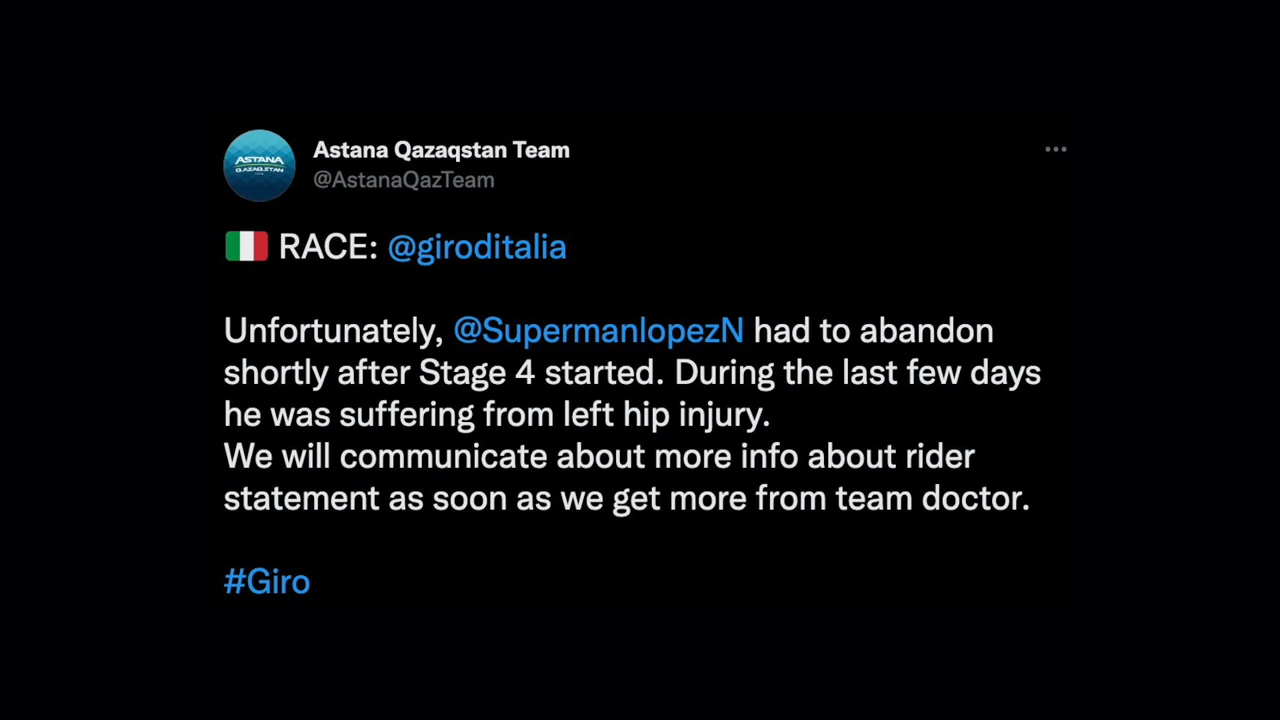 ASTANA
QAZAQSTAN
Astana Qazaqstan Team
@AstanaQazTeam
🇮🇹 RACE: @giroditalia
Unfortunately, @SupermanlopezN had to abandon
shortly after Stage 4 started. During the last few days
he was suffering from left hip injury.
We will communicate about more info about rider
statement as soon as we get more from team doctor.
#Giro